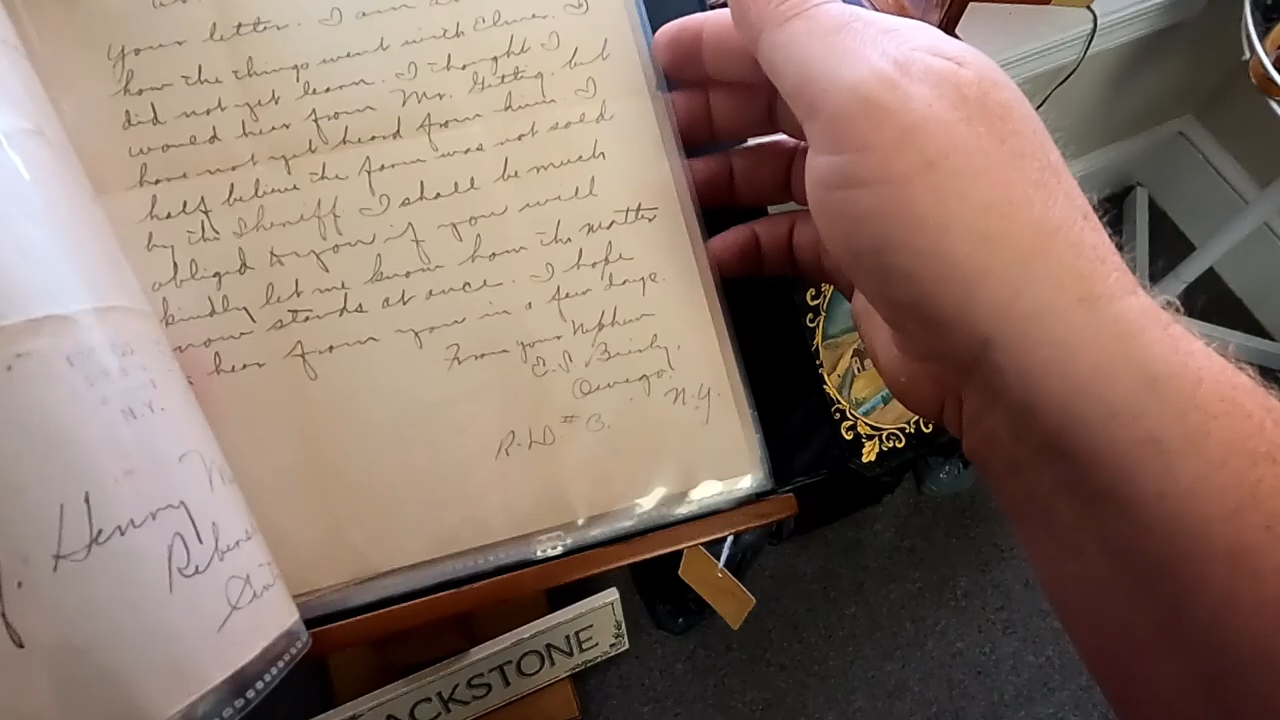 Your letter. I am
how the things went with Elmer. I
did not yet learn. I thought I
would hear from Mr. Getting. but
have not yet heard from him. I
half believe the farm was not sold
by the Sheriff I shall be much
obliged to you if you will
kindly let me know how the matter
now stands at once. I hope
hear from you in a few days.
From your Nephew
Owego. N.Y.
R.D. # 3.
N.Y.
Henry
ACKSTONE